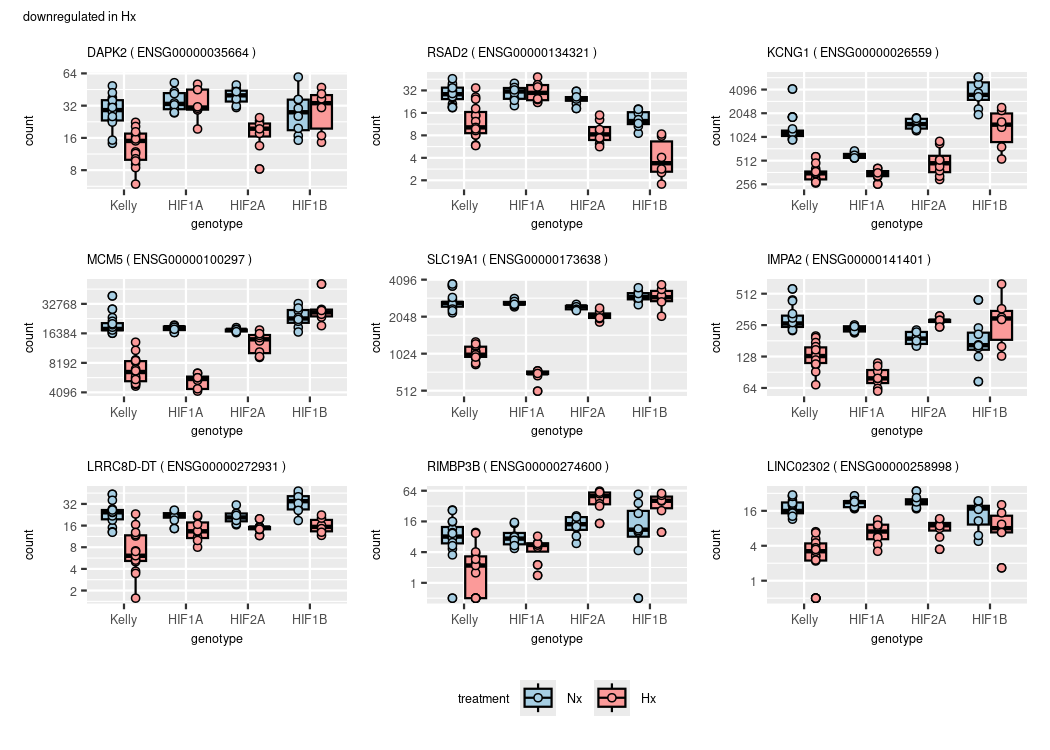 downregulated in Hx
DAPK2 ( ENSG00000035664 )
RSAD2 ( ENSG00000134321 )
KCNG1 ( ENSG00000026559 )
64
32
16
8
count
Kelly HIF1A HIF2A HIF1B
genotype
32
16
8
4
2
count
Kelly HIF1A HIF2A HIF1B
genotype
4096
2048
1024
512
256
count
Kelly HIF1A HIF2A HIF1B
genotype
MCM5 ( ENSG00000100297 )
SLC19A1 ( ENSG00000173638 )
IMPA2 ( ENSG00000141401 )
32768
16384
8192
4096
count
Kelly HIF1A HIF2A HIF1B
genotype
4096
2048
1024
512
count
Kelly HIF1A HIF2A HIF1B
genotype
512
256
128
64
count
Kelly HIF1A HIF2A HIF1B
genotype
LRRC8D-DT ( ENSG00000272931 )
RIMBP3B ( ENSG00000274600 )
LINC02302 ( ENSG00000258998 )
32
16
8
4
2
count
Kelly HIF1A HIF2A HIF1B
genotype
64
16
4
1
count
Kelly HIF1A HIF2A HIF1B
genotype
16
4
1
count
Kelly HIF1A HIF2A HIF1B
genotype
treatment Nx Hx